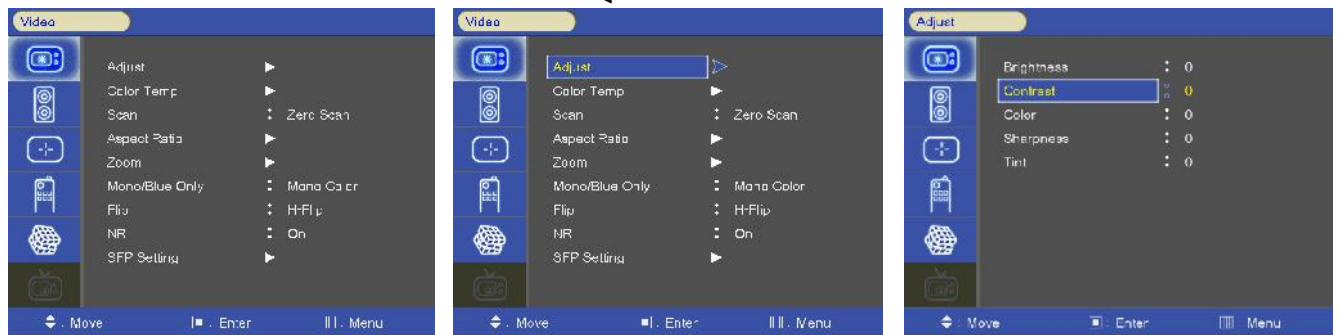 Video
Adjust ▶
Color Temp ▶
Scan : Zero Scan
Aspect Ratio ▶
Zoom ▶
Mono/Blue Only : Mono Color
Flip : H-Flip
NR : On
SFP Setting ▶
: Move : Enter : Menu
Video
Adjust
Color Temp ▶
Scan : Zero Scan
Aspect Ratio ▶
Zoom ▶
Mono/Blue Only : Mono Color
Flip : H-Flip
NR : On
SFP Setting ▶
: Move : Enter : Menu
Adjust
Brightness : 0
Contrast : 0
Color : 0
Sharpness : 0
Tint : 0
: Move : Enter : Menu